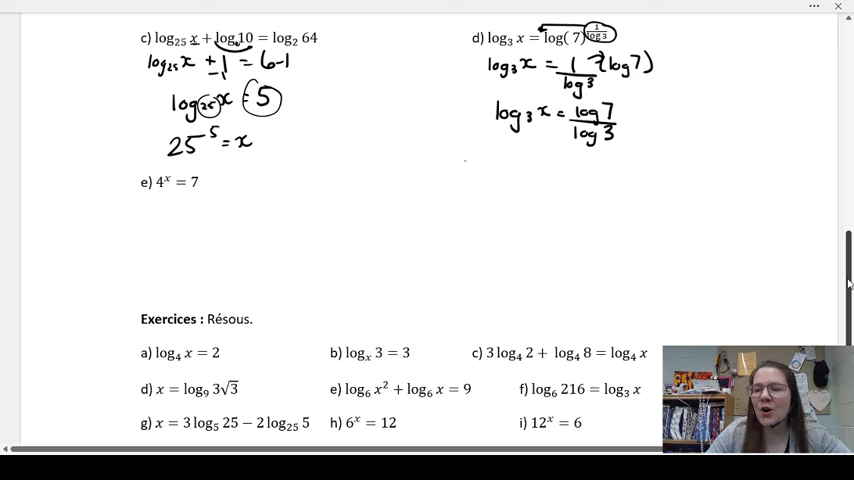 c) log₂₅ x + log 10 = log₂ 64
log₂₅ x + 1 = 6-1
-1
log₂₅ x = 5
25⁵ = x
d) log₃ x = log( 7)^(1/log 3)
log₃ x = 1/log 3 (log 7)
log₃ x = log 7/log 3
e) 4ˣ = 7
Exercices : Résous.
a) log₄ x = 2 b) logₓ 3 = 3 c) 3 log₄ 2 + log₄ 8 = log₄ x
d) x = log₉ 3√3 e) log₆ x² + log₆ x = 9 f) log₆ 216 = log₃ x
g) x = 3 log₅ 25 − 2 log₂₅ 5 h) 6ˣ = 12 i) 12ˣ = 6